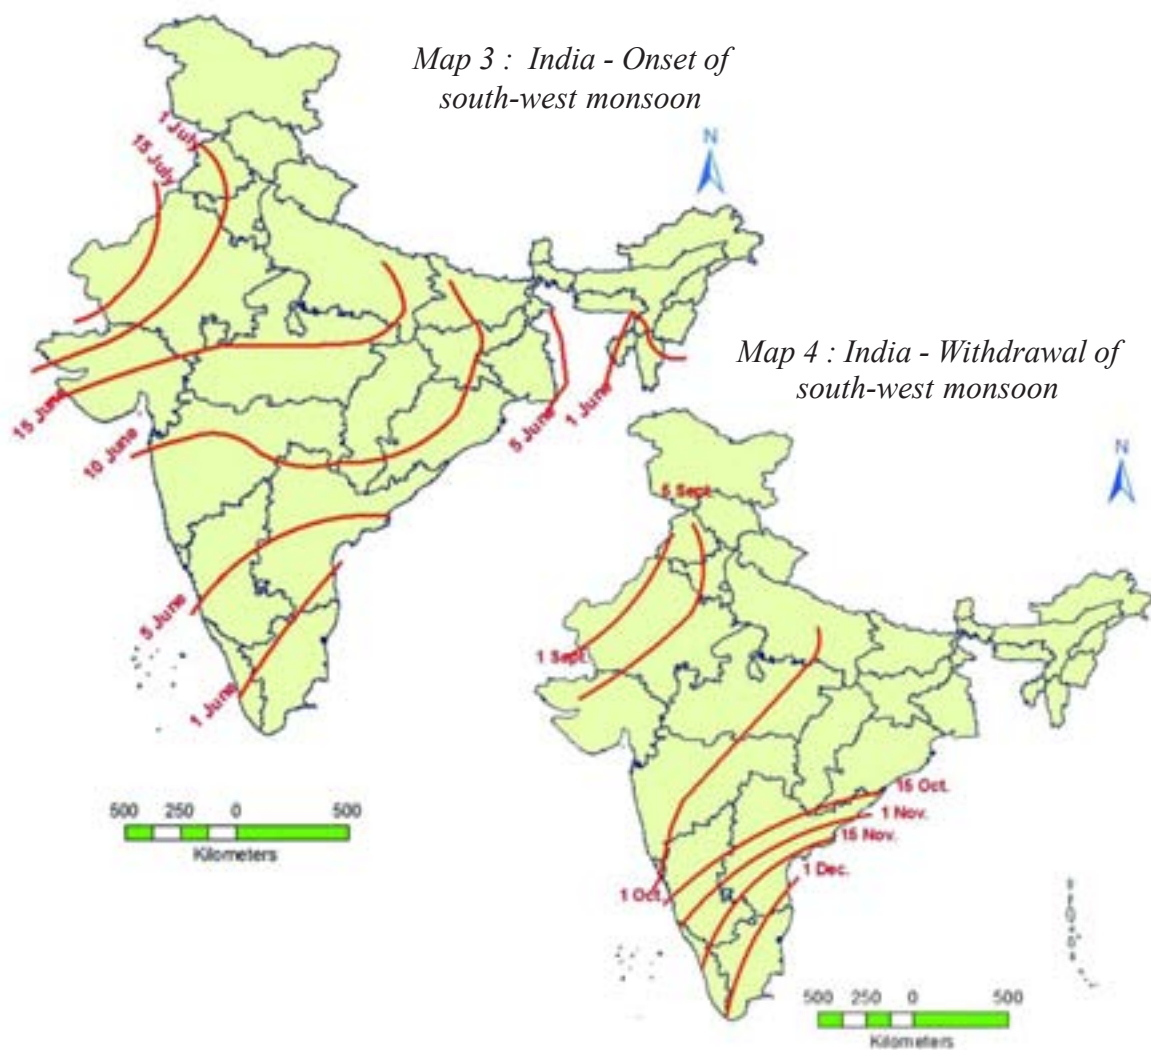 Map 3 : India - Onset of
south-west monsoon
N
1 July
15 July
15 June
10 June
5 June
1 June
5 June
1 June
500 250 0 500
Kilometers
Map 4 : India - Withdrawal of
south-west monsoon
N
5 Sept.
1 Sept.
1 Oct.
15 Oct.
1 Nov.
15 Nov.
1 Dec.
500 250 0 500
Kilometers